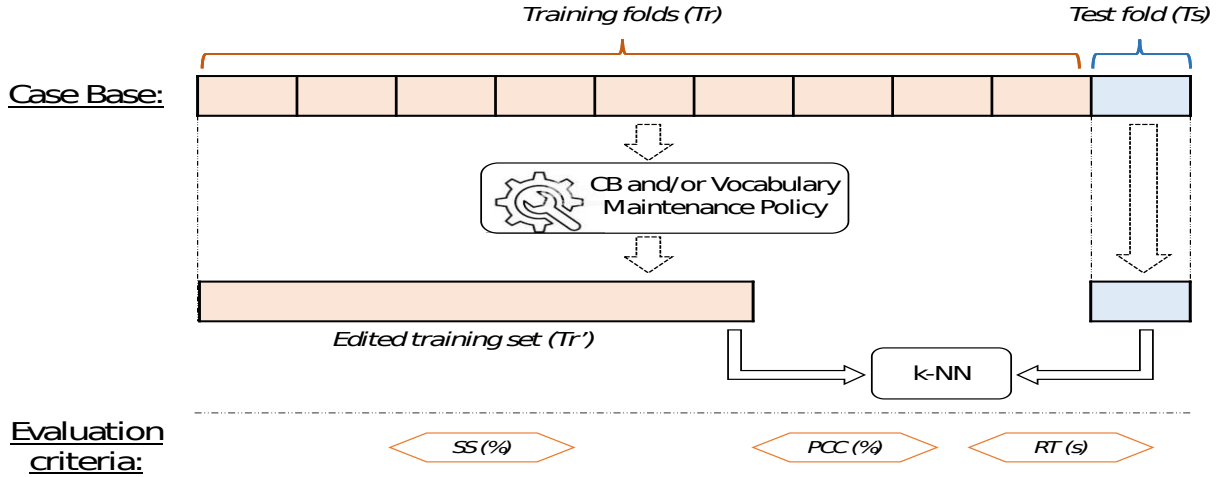 Training folds (Tr)
Test fold (Ts)
Case Base:
CB and/or Vocabulary
Maintenance Policy
Edited training set (Tr')
k-NN
Evaluation
criteria:
SS (%)
PCC (%)
RT (s)